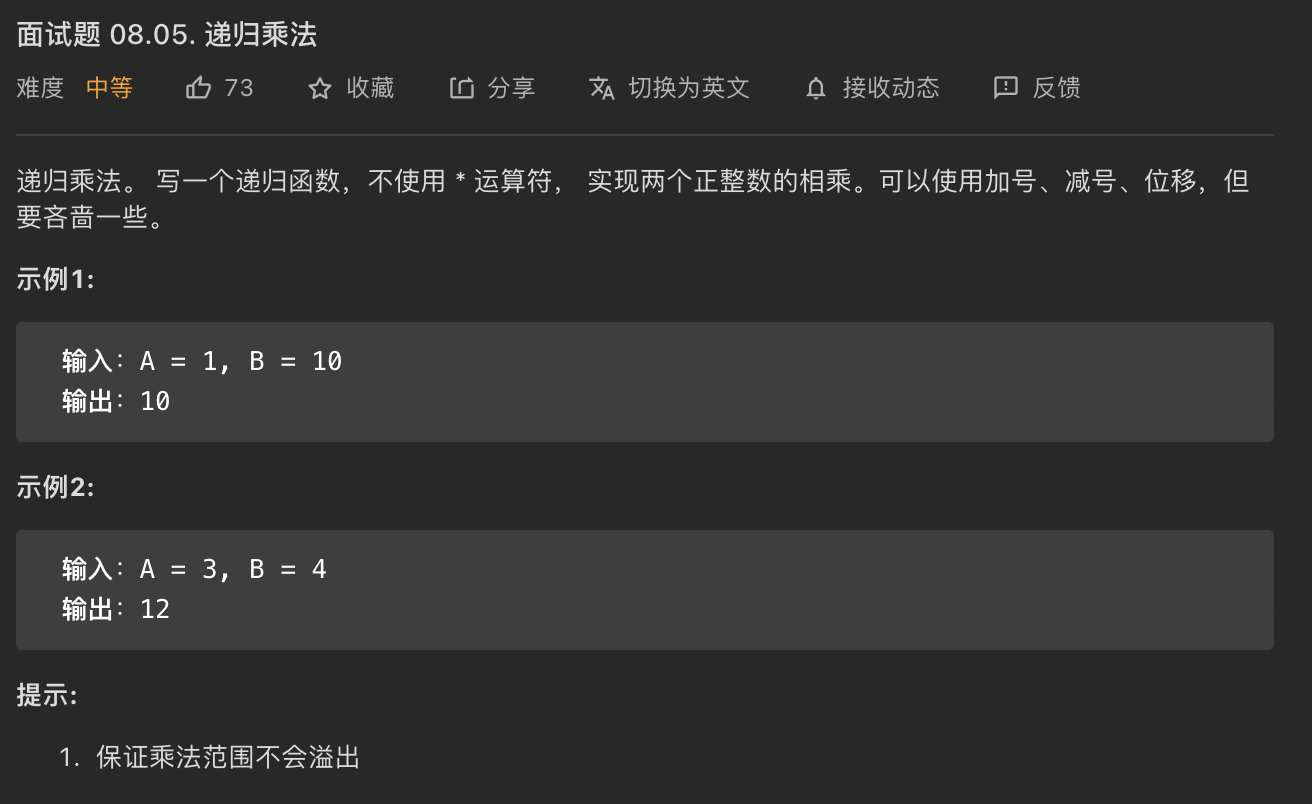 面试题 08.05. 递归乘法
难度 中等 73 收藏 分享 切换为英文 接收动态 反馈
递归乘法。 写一个递归函数，不使用 * 运算符， 实现两个正整数的相乘。可以使用加号、减号、位移，但
要吝啬一些。
示例1:
输入：A = 1, B = 10
输出：10
示例2:
输入：A = 3, B = 4
输出：12
提示:
1. 保证乘法范围不会溢出